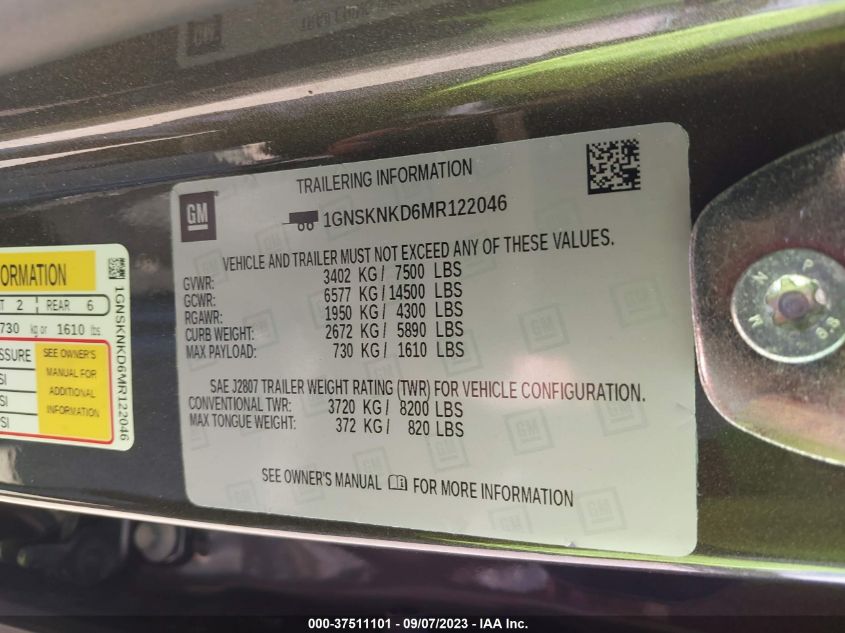 TRAILERING INFORMATION
GM
1GNSKNKD6MR122046
VEHICLE AND TRAILER MUST NOT EXCEED ANY OF THESE VALUES.
GVWR: 3402 KG / 7500 LBS
GCWR: 6577 KG / 14500 LBS
RGAWR: 1950 KG / 4300 LBS
CURB WEIGHT: 2672 KG / 5890 LBS
MAX PAYLOAD: 730 KG / 1610 LBS
SAE J2807 TRAILER WEIGHT RATING (TWR) FOR VEHICLE CONFIGURATION.
CONVENTIONAL TWR: 3720 KG / 8200 LBS
MAX TONGUE WEIGHT: 372 KG / 820 LBS
SEE OWNER'S MANUAL FOR MORE INFORMATION
ORMATION
2 REAR 6
730 kg or 1610 lbs
SSURE
SEE OWNER'S
MANUAL FOR
ADDITIONAL
INFORMATION
SI
SI
SI
1GNSKNKD6MR122046
000-37511101 - 09/07/2023 - IAA Inc.